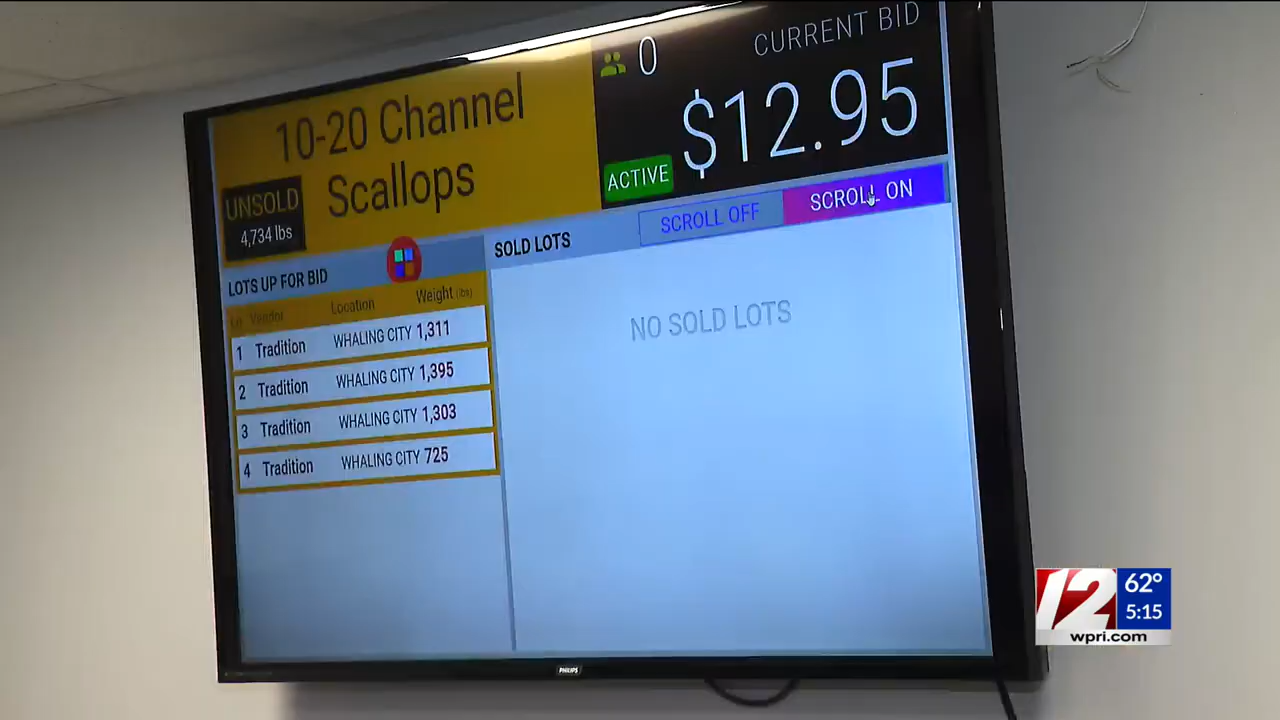 10-20 Channel
Scallops
UNSOLD
4,734 lbs
0
CURRENT BID
$12.95
ACTIVE
SCROLL OFF
SCROLL ON
LOTS UP FOR BID
SOLD LOTS
Vendor Location Weight (lbs)
1 Tradition WHALING CITY 1,311
2 Tradition WHALING CITY 1,395
3 Tradition WHALING CITY 1,303
4 Tradition WHALING CITY 725
NO SOLD LOTS
PHILIPS
12
62°
5:15
wpri.com